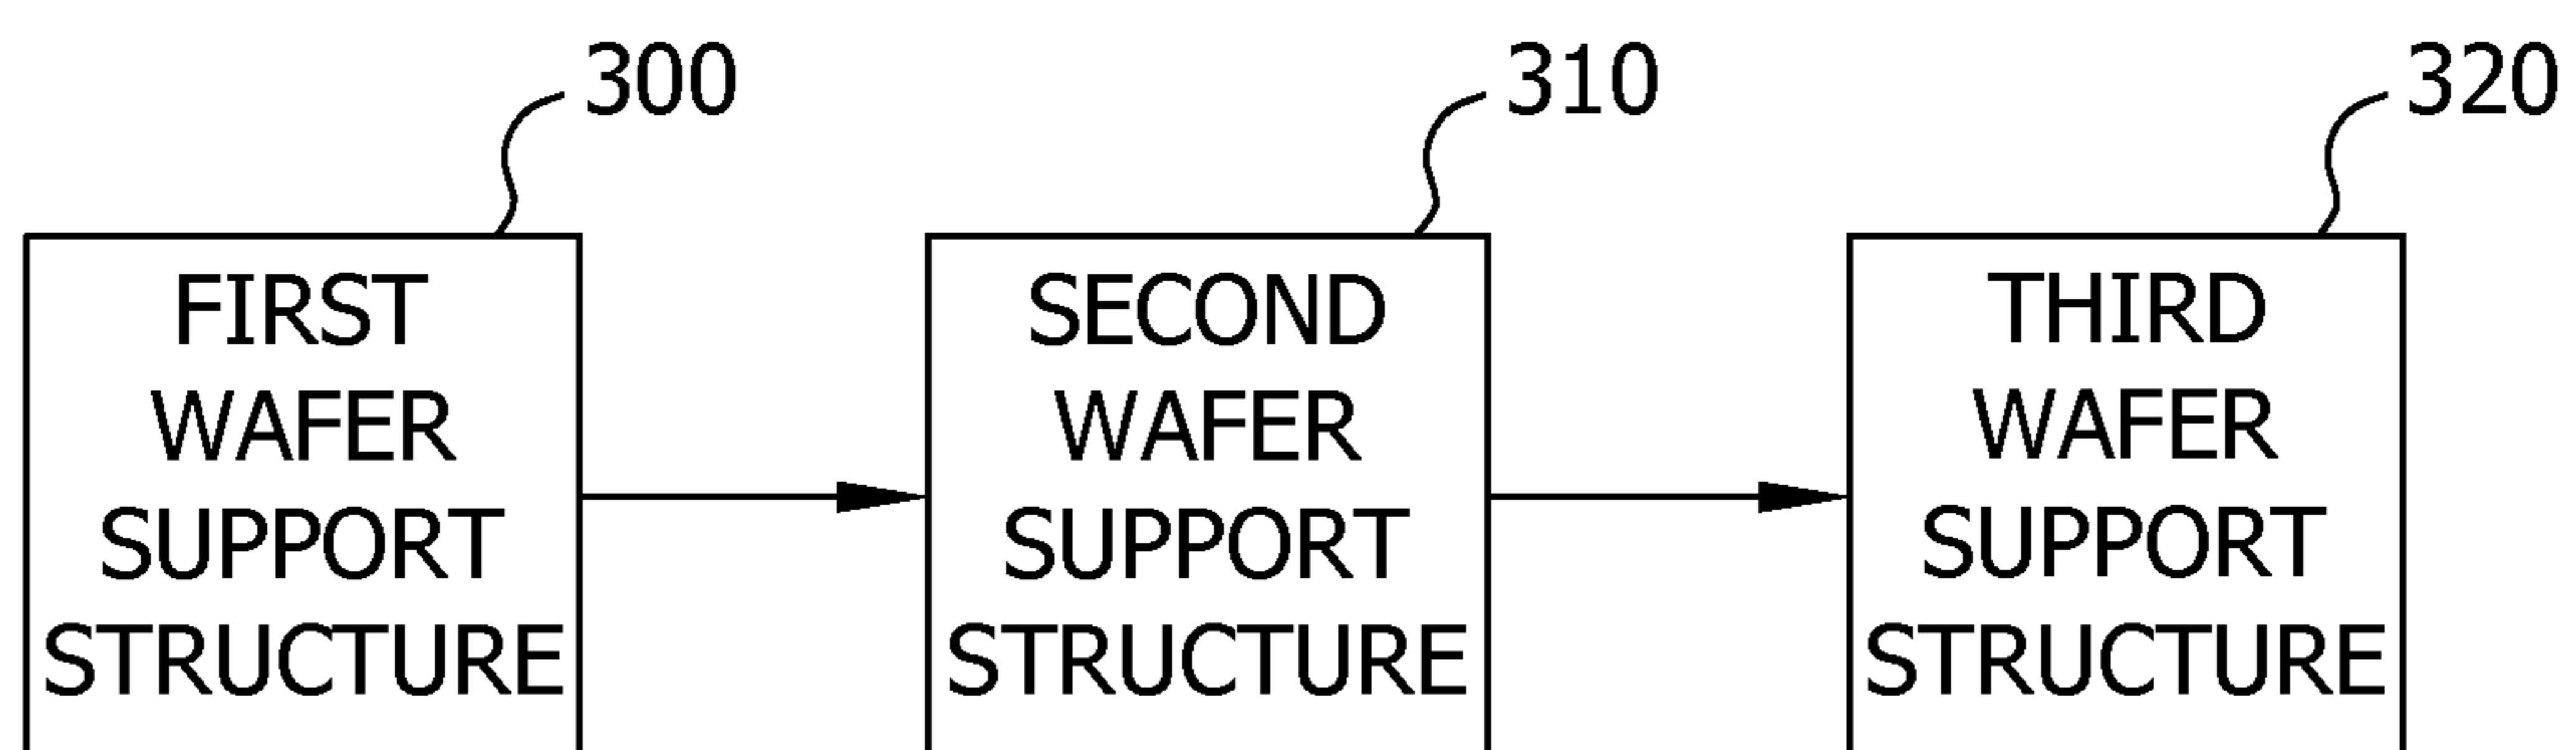 300
310
320
FIRST
WAFER
SUPPORT
STRUCTURE
SECOND
WAFER
SUPPORT
STRUCTURE
THIRD
WAFER
SUPPORT
STRUCTURE